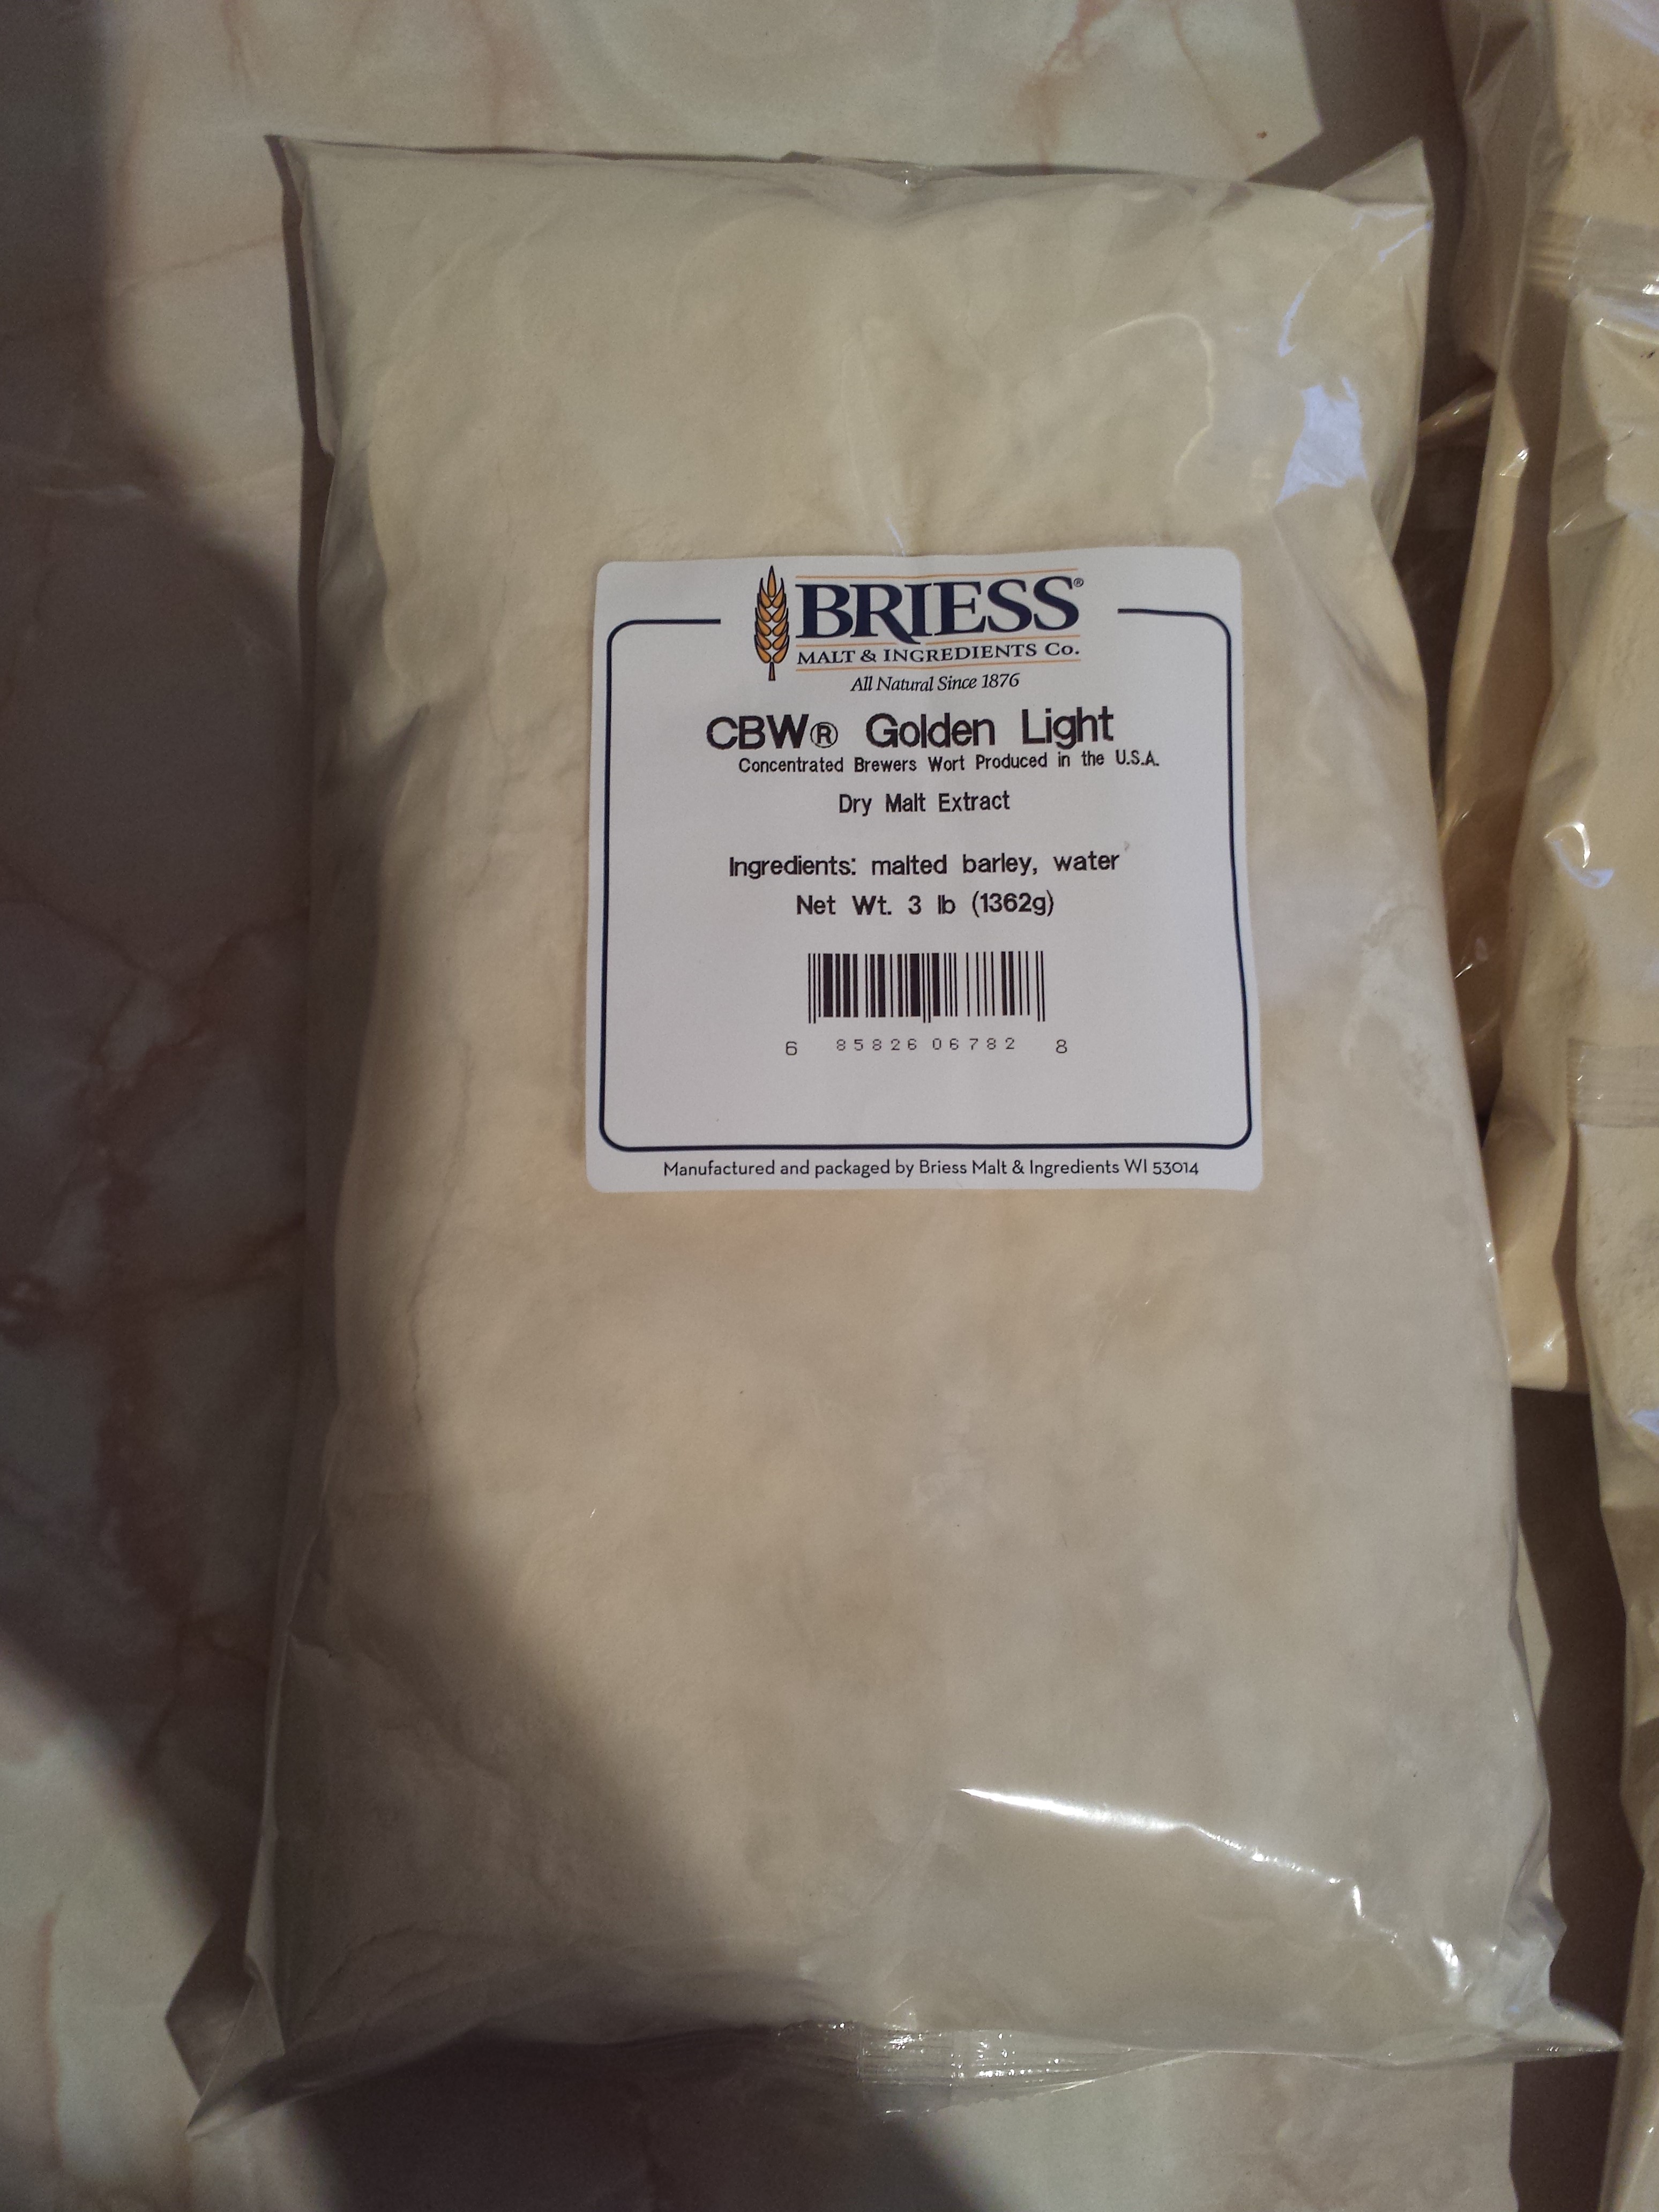 BRIESS®
MALT & INGREDIENTS Co.
All Natural Since 1876
CBW® Golden Light
Concentrated Brewers Wort Produced in the U.S.A.
Dry Malt Extract
Ingredients: malted barley, water
Net Wt. 3 lb (1362g)
6 85826 06782 8
Manufactured and packaged by Briess Malt & Ingredients WI 53014